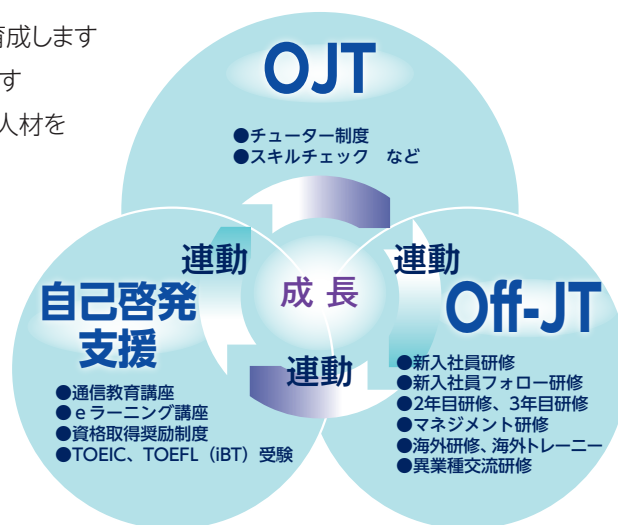 育成します
す
人材を
OJT
●チューター制度
●スキルチェック など
連動
連動
成 長
自己啓発
支援
Off-JT
連動
●通信教育講座
●eラーニング講座
●資格取得奨励制度
●TOEIC、TOEFL（iBT）受験
●新入社員研修
●新入社員フォロー研修
●2年目研修、3年目研修
●マネジメント研修
●海外研修、海外トレーニー
●異業種交流研修